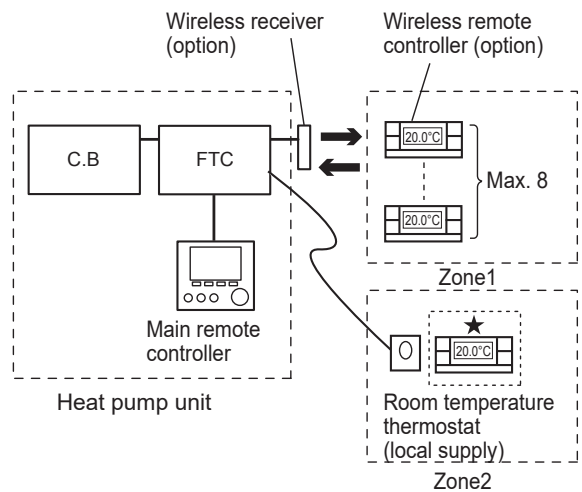 Wireless receiver
(option)
Wireless remote
controller (option)
C.B
FTC
20.0°C
20.0°C
Max. 8
Zone1
Main remote
controller
Heat pump unit
★
20.0°C
Room temperature
thermostat
(local supply)
Zone2